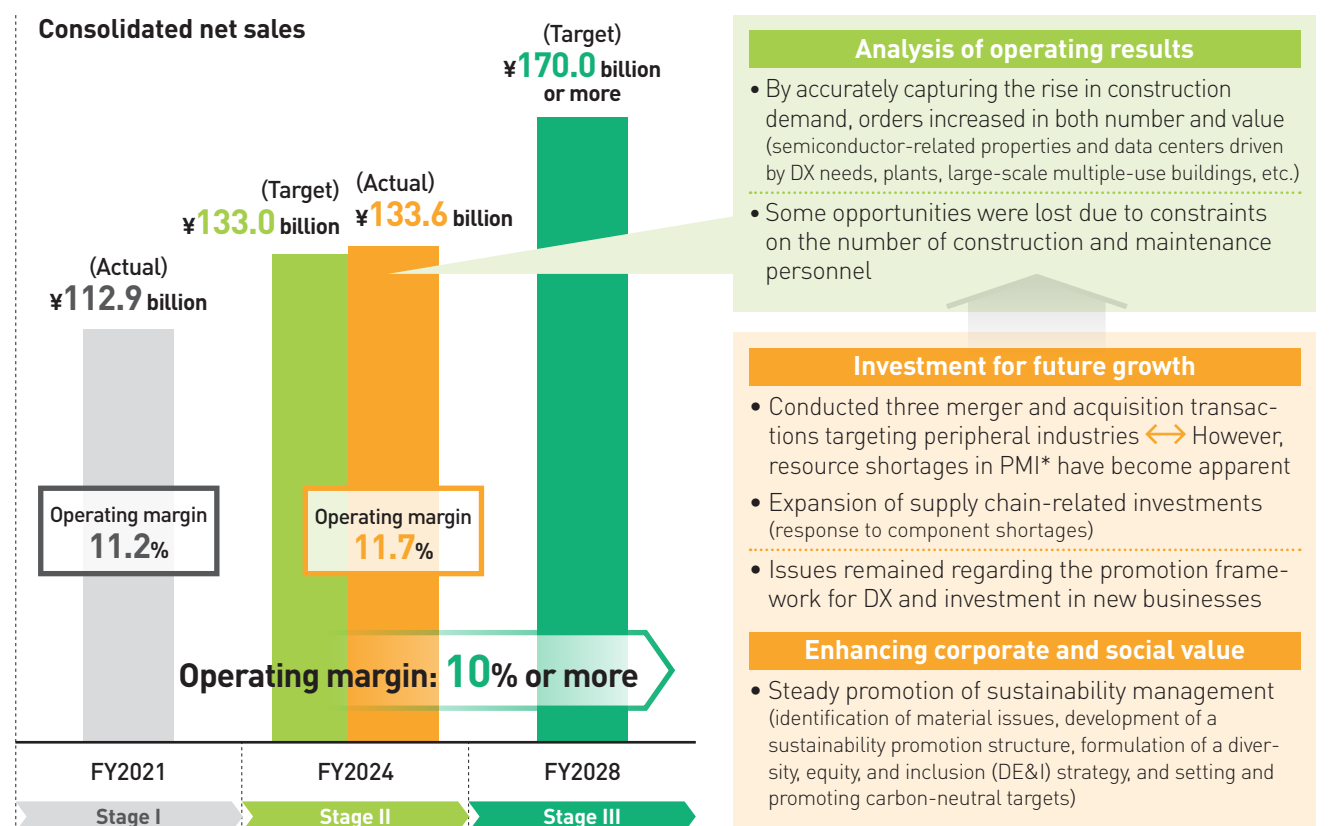 Consolidated net sales
(Actual)
¥112.9 billion
(Target)
¥133.0 billion
(Actual)
¥133.6 billion
(Target)
¥170.0 billion
or more
Operating margin
11.2%
Operating margin
11.7%
Operating margin: 10% or more
FY2021
FY2024
FY2028
Stage I
Stage II
Stage III
Analysis of operating results
• By accurately capturing the rise in construction
demand, orders increased in both number and value
(semiconductor-related properties and data centers driven
by DX needs, plants, large-scale multiple-use buildings, etc.)
• Some opportunities were lost due to constraints
on the number of construction and maintenance
personnel
Investment for future growth
• Conducted three merger and acquisition transac-
tions targeting peripheral industries ↔ However,
resource shortages in PMI* have become apparent
• Expansion of supply chain-related investments
(response to component shortages)
• Issues remained regarding the promotion frame-
work for DX and investment in new businesses
Enhancing corporate and social value
• Steady promotion of sustainability management
(identification of material issues, development of a
sustainability promotion structure, formulation of a diver-
sity, equity, and inclusion (DE&I) strategy, and setting and
promoting carbon-neutral targets)